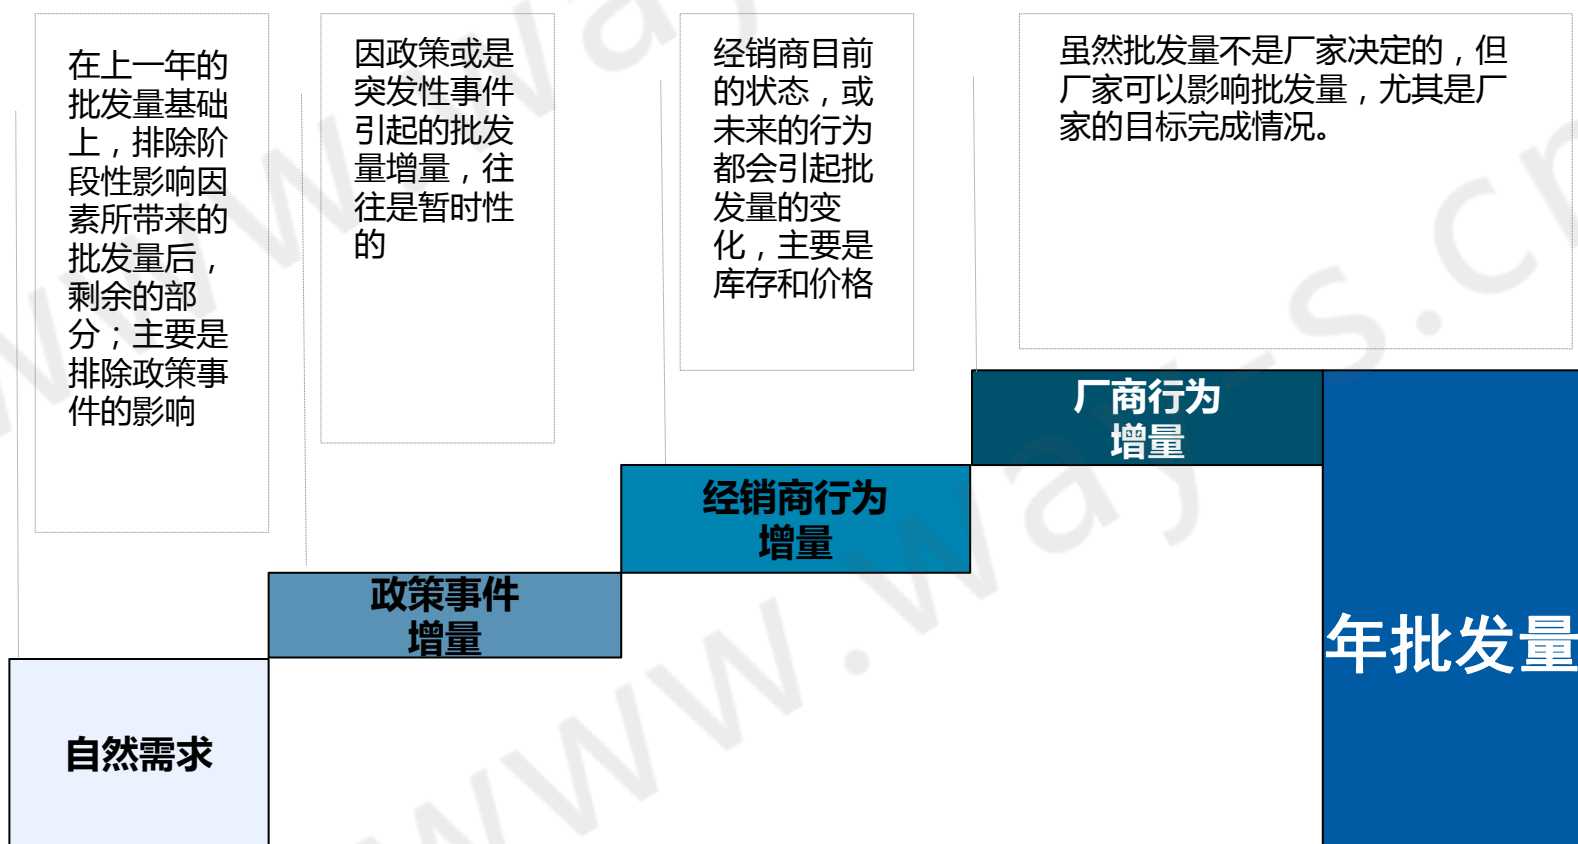 在上一年的
批发量基础
上，排除阶
段性影响因
素所带来的
批发量后，
剩余的部
分；主要是
排除政策事
件的影响
因政策或是
突发性事件
引起的批发
量增量，往
往是暂时性
的
经销商目前
的状态，或
未来的行为
都会引起批
发量的变
化，主要是
库存和价格
虽然批发量不是厂家决定的，但
厂家可以影响批发量，尤其是厂
家的目标完成情况。
厂商行为
增量
经销商行为
增量
政策事件
增量
自然需求
年批发量
www.way-s.cn
www.way-s.cn